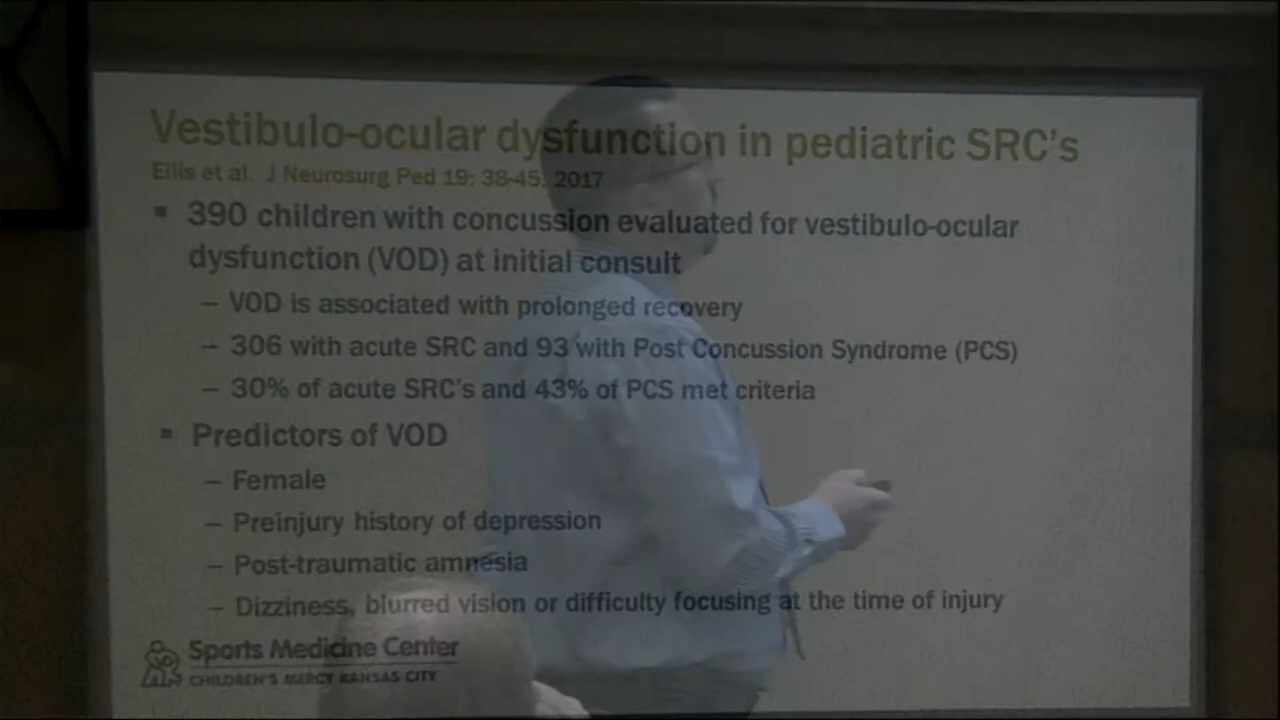 Vestibulo-ocular dysfunction in pediatric SRC's
Ellis et al. J Neurosurg Ped 19: 38-45, 2017
▪ 390 children with concussion evaluated for vestibulo-ocular
dysfunction (VOD) at initial consult
– VOD is associated with prolonged recovery
– 306 with acute SRC and 93 with Post Concussion Syndrome (PCS)
– 30% of acute SRC's and 43% of PCS met criteria
▪ Predictors of VOD
– Female
– Preinjury history of depression
– Post-traumatic amnesia
– Dizziness, blurred vision or difficulty focusing at the time of injury
Sports Medicine Center
CHILDREN'S MERCY KANSAS CITY